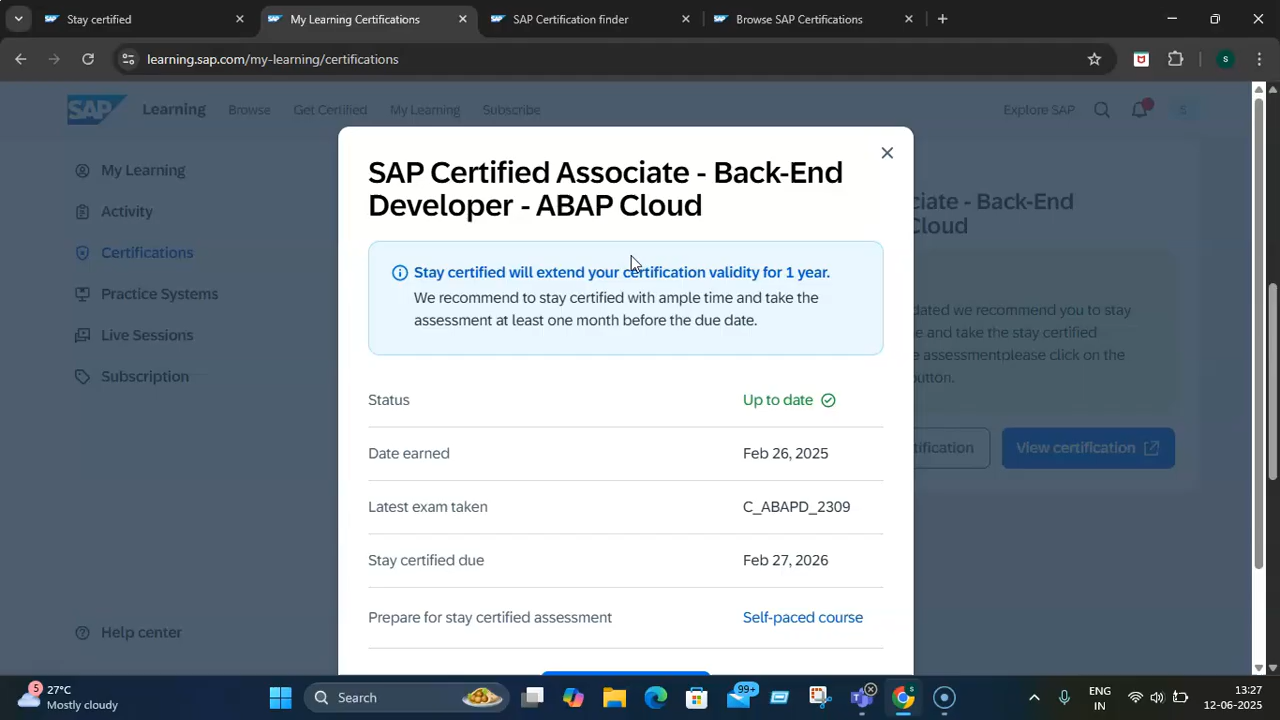 Stay certified
My Learning Certifications
SAP Certification finder
Browse SAP Certifications
learning.sap.com/my-learning/certifications
S
SAP
Learning
Browse
Get Certified
My Learning
Subscribe
Explore SAP
S
My Learning
Activity
Certifications
Practice Systems
Live Sessions
Subscription
Help center
SAP Certified Associate - Back-End
Developer - ABAP Cloud
Stay certified will extend your certification validity for 1 year.
We recommend to stay certified with ample time and take the
assessment at least one month before the due date.
Status Up to date
Date earned Feb 26, 2025
Latest exam taken C_ABAPD_2309
Stay certified due Feb 27, 2026
Prepare for stay certified assessment Self-paced course
ciate - Back-End
Cloud
dated we recommend you to stay
e and take the stay certified
e assessmentplease click on the
button.
tification
View certification
5
27°C
Mostly cloudy
Search
99+
ENG
IN
13:27
12-06-2025